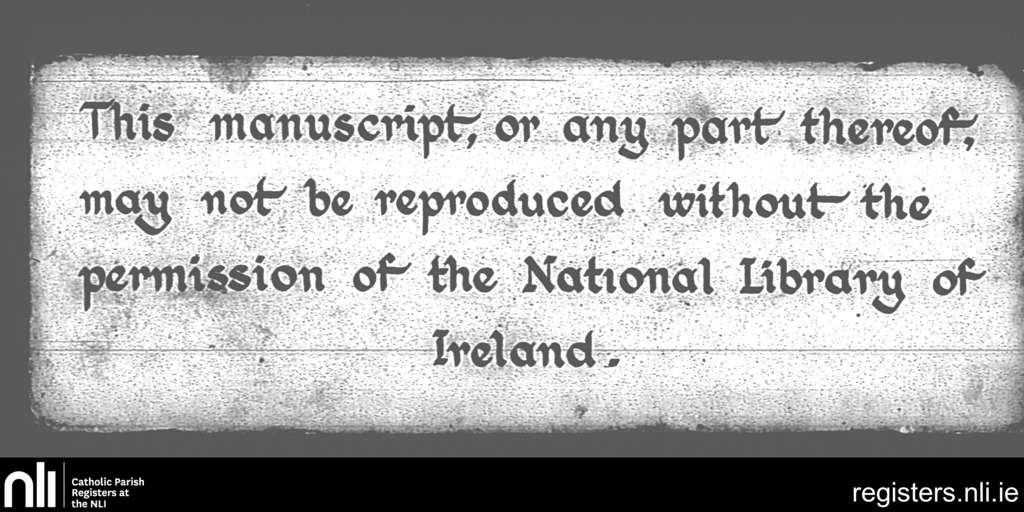 This manuscript, or any part thereof,
may not be reproduced without the
permission of the National Library of
Ireland.
nli
Catholic Parish
Registers at
the NLI
registers.nli.ie